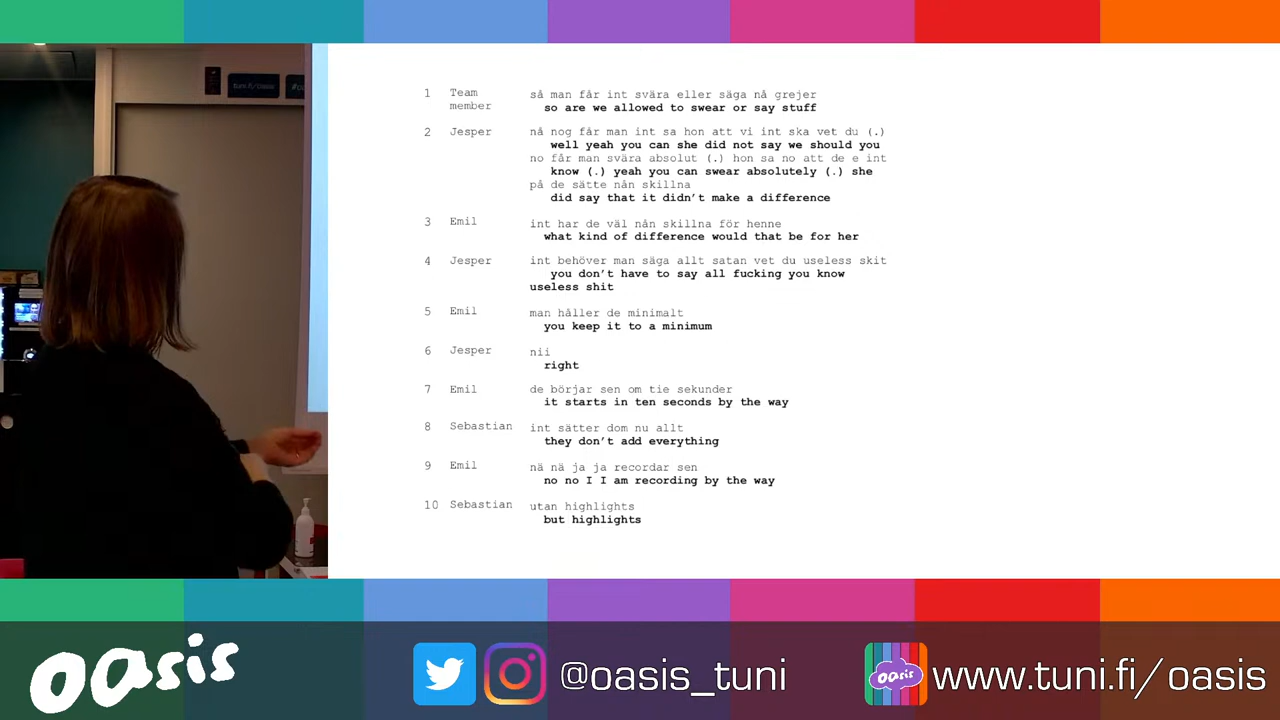 tuni.fi/oasis
1 Team member
så man får int svära eller säga nå grejer
so are we allowed to swear or say stuff
2 Jesper
nå nog får man int sa hon att vi int ska vet du (.)
well yeah you can she did not say we should you
no får man svära absolut (.) hon sa no att de e int
know (.) yeah you can swear absolutely (.) she
på de sätte nån skillna
did say that it didn't make a difference
3 Emil
int har de väl nån skillna för henne
what kind of difference would that be for her
4 Jesper
int behöver man säga allt satan vet du useless skit
you don't have to say all fucking you know
useless shit
5 Emil
man håller de minimalt
you keep it to a minimum
6 Jesper
nii
right
7 Emil
de börjar sen om tie sekunder
it starts in ten seconds by the way
8 Sebastian
int sätter dom nu allt
they don't add everything
9 Emil
nä nä ja ja recordar sen
no no I I am recording by the way
10 Sebastian
utan highlights
but highlights
oasis
@oasis_tuni
oasis
www.tuni.fi/oasis